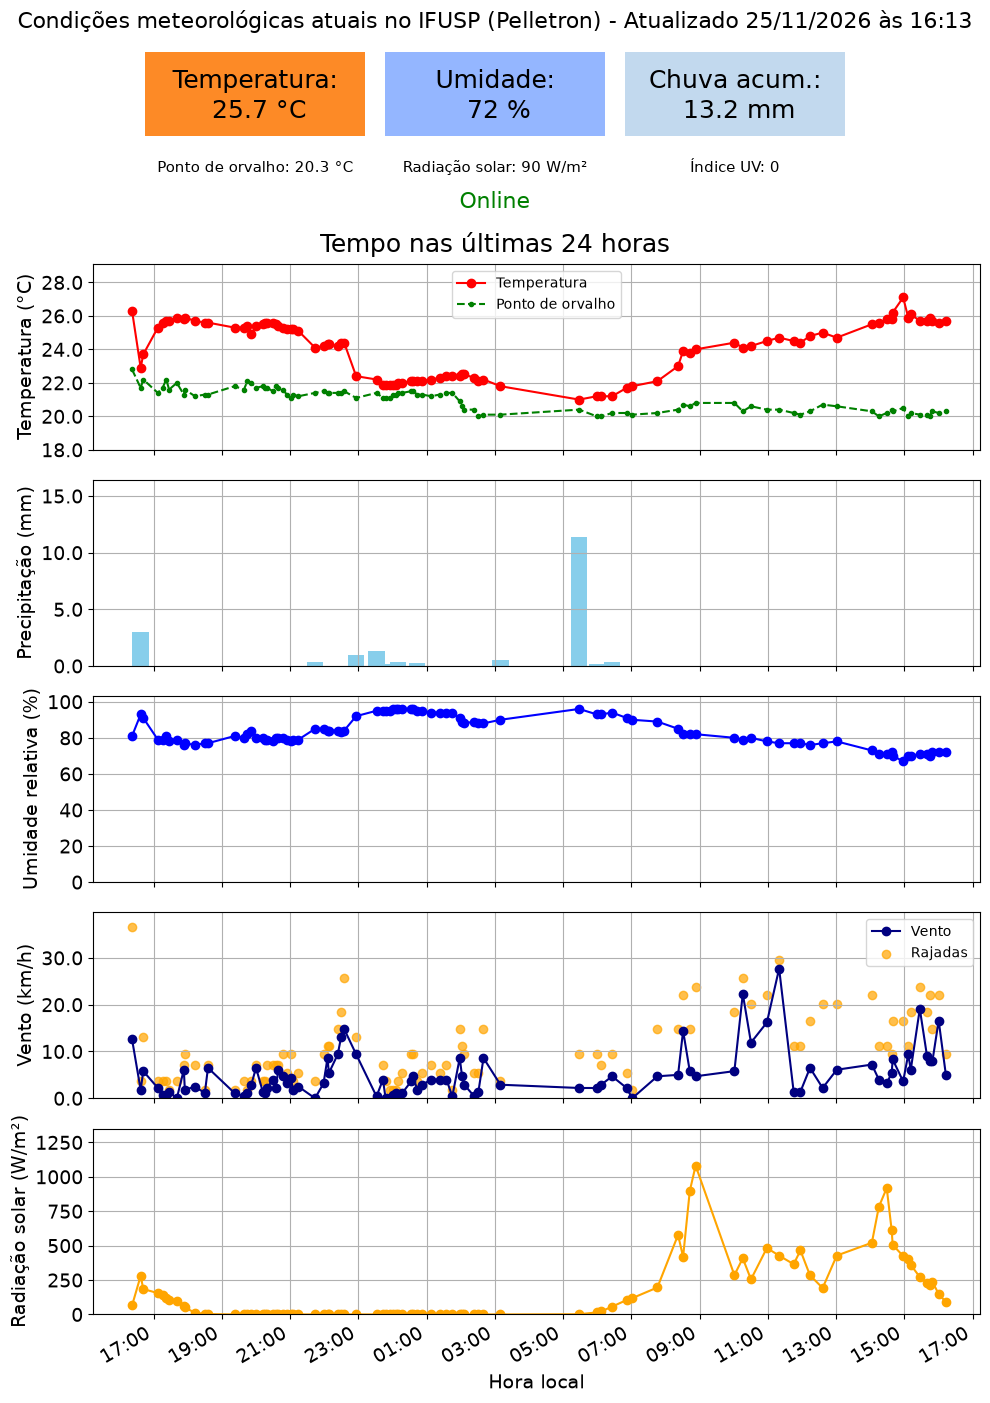 Condições meteorológicas atuais no IFUSP (Pelletron) - Atualizado 25/11/2026 às 16:13
Temperatura:
25.7 °C
Umidade:
72 %
Chuva acum.:
13.2 mm
Ponto de orvalho: 20.3 °C
Radiação solar: 90 W/m²
Índice UV: 0
Online
Tempo nas últimas 24 horas
Temperatura (°C)
28.0
26.0
24.0
22.0
20.0
18.0
Temperatura
Ponto de orvalho
Precipitação (mm)
15.0
10.0
5.0
0.0
Umidade relativa (%)
100
80
60
40
20
0
Vento (km/h)
30.0
20.0
10.0
0.0
Vento
Rajadas
Radiação solar (W/m²)
1250
1000
750
500
250
0
17:00
19:00
21:00
23:00
01:00
03:00
05:00
07:00
09:00
11:00
13:00
15:00
17:00
Hora local